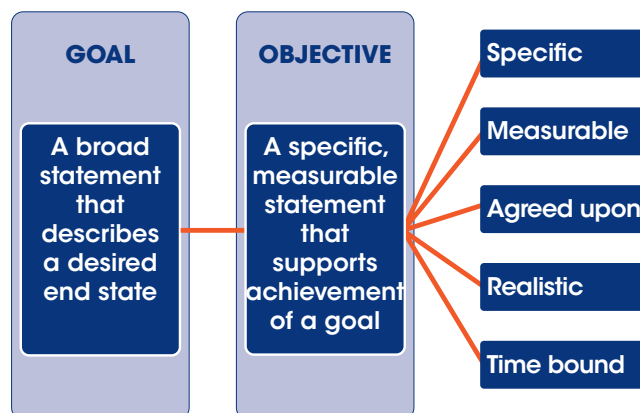 GOAL
A broad
statement
that
describes
a desired
end state
OBJECTIVE
A specific,
measurable
statement
that
supports
achievement
of a goal
Specific
Measurable
Agreed upon
Realistic
Time bound